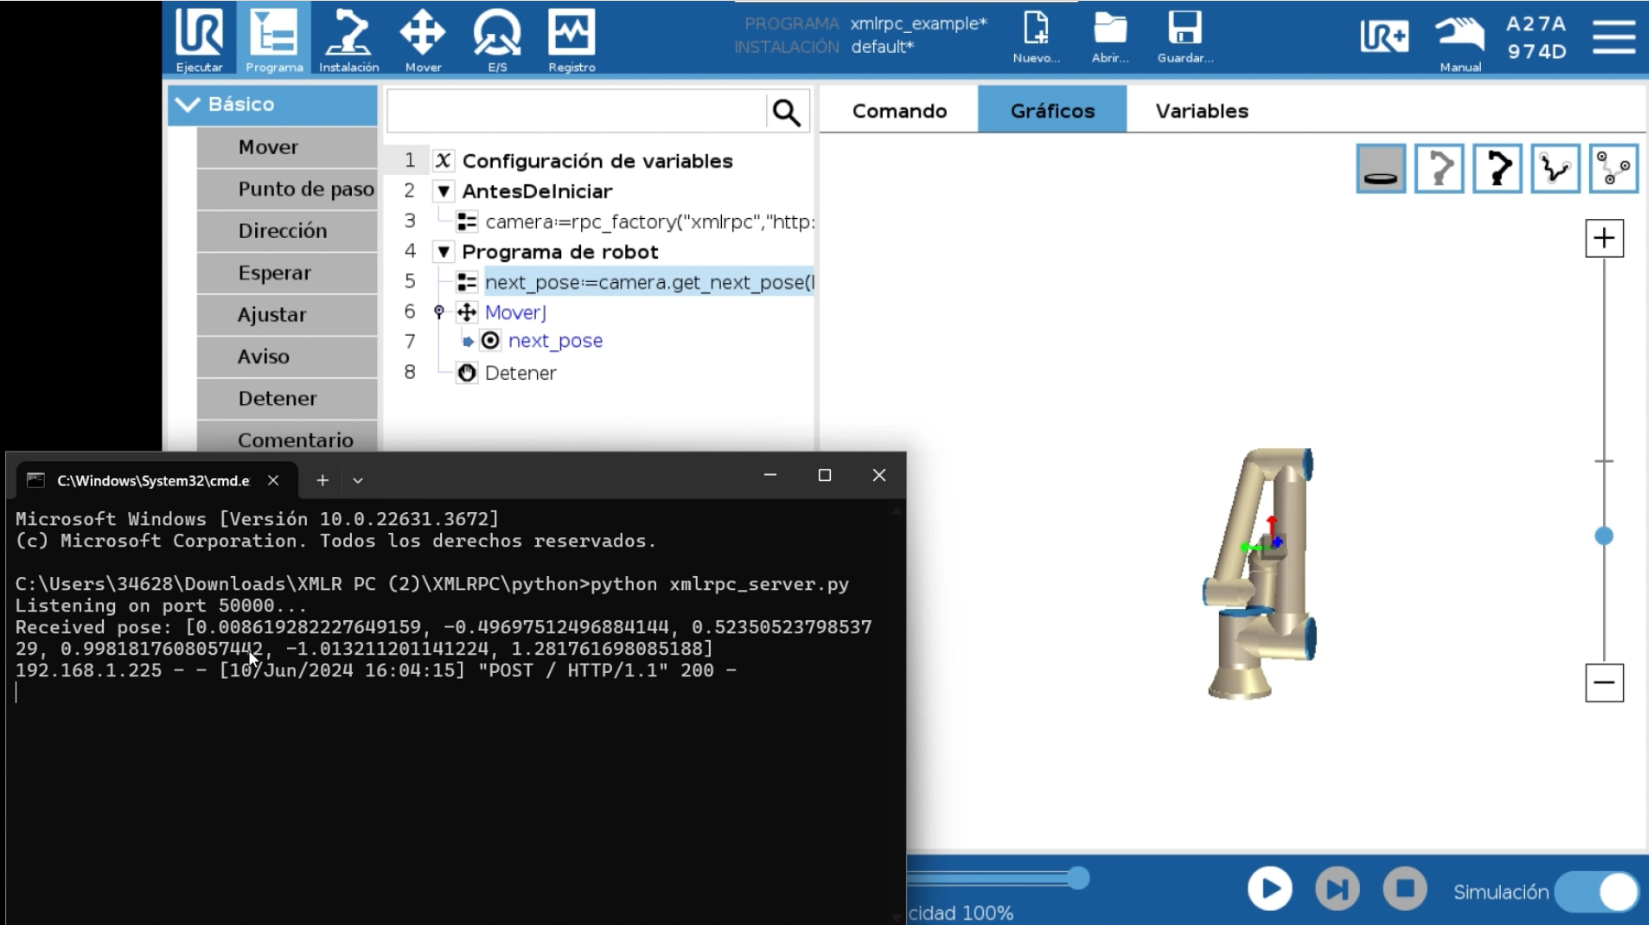 PROGRAMA xmlrpc_example*
INSTALACIÓN default*
Ejecutar Programa Instalación Mover E/S Registro
Nuevo... Abrir... Guardar...
UR+
Manual
A27A
974D
Básico
Mover
Punto de paso
Dirección
Esperar
Ajustar
Aviso
Detener
Comentario
1 X Configuración de variables
2 AntesDeIniciar
3 camera:=rpc_factory("xmlrpc","http:
4 Programa de robot
5 next_pose:=camera.get_next_pose(
6 MoverJ
7 next_pose
8 Detener
Comando Gráficos Variables
C:\Windows\System32\cmd.e
Microsoft Windows [Versión 10.0.22631.3672]
(c) Microsoft Corporation. Todos los derechos reservados.
C:\Users\34628\Downloads\XMLR PC (2)\XMLRPC\python>python xmlrpc_server.py
Listening on port 50000...
Received pose: [0.008619282227649159, -0.49697512496884144, 0.52350523798537
29, 0.9981817608057442, -1.013211201141224, 1.281761698085188]
192.168.1.225 - - [10/Jun/2024 16:04:15] "POST / HTTP/1.1" 200 -
cidad 100%
Simulación